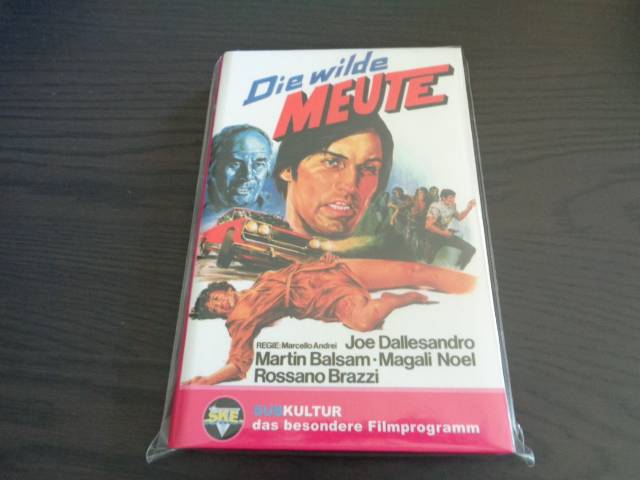 Die wilde
MEUTE
REGIE: Marcello Andrei Joe Dallesandro
Martin Balsam · Magali Noel
Rossano Brazzi
SKE
SUBKULTUR
das besondere Filmprogramm